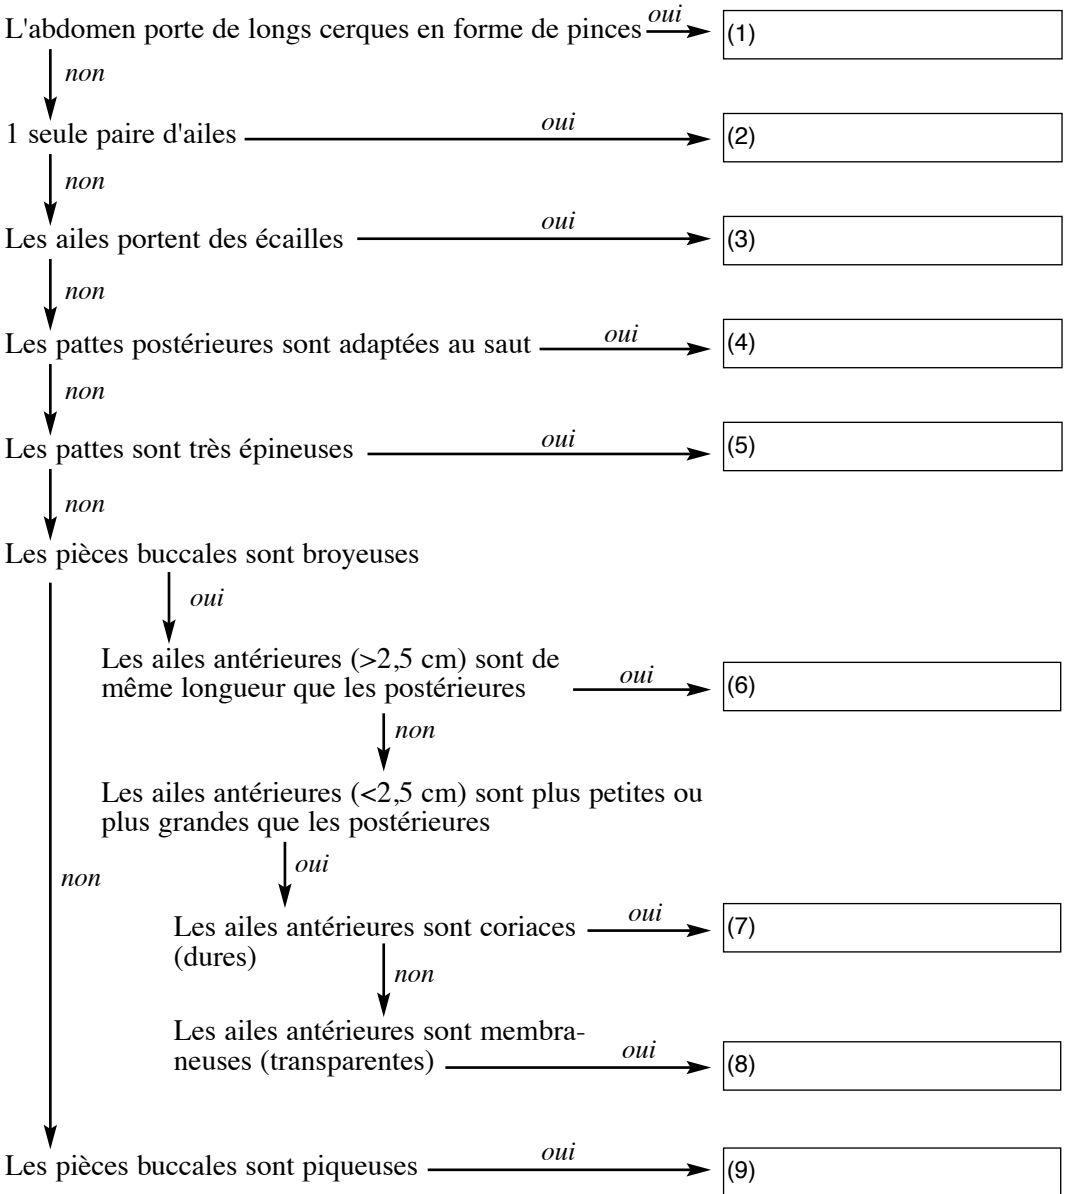 L'abdomen porte de longs cerques en forme de pinces oui (1)
non
1 seule paire d'ailes oui (2)
non
Les ailes portent des écailles oui (3)
non
Les pattes postérieures sont adaptées au saut oui (4)
non
Les pattes sont très épineuses oui (5)
non
Les pièces buccales sont broyeuses
oui
Les ailes antérieures (>2,5 cm) sont de
même longueur que les postérieures oui (6)
non
Les ailes antérieures (<2,5 cm) sont plus petites ou
plus grandes que les postérieures
oui
non
Les ailes antérieures sont coriaces oui (7)
(dures)
non
Les ailes antérieures sont membra-
neuses (transparentes) oui (8)
Les pièces buccales sont piqueuses oui (9)